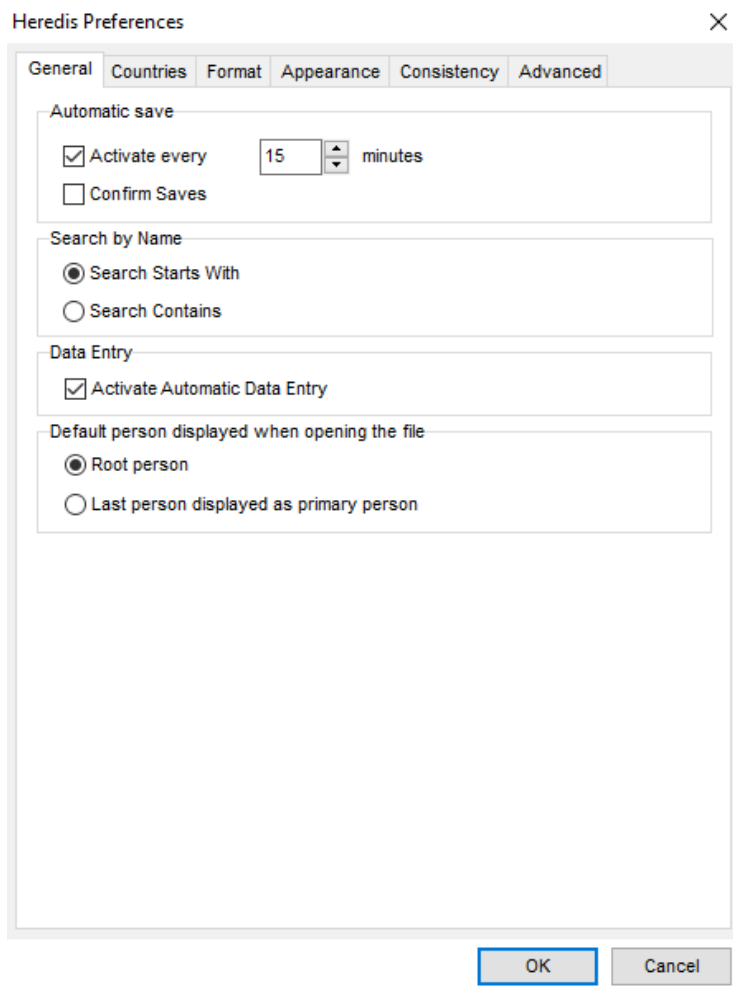 Heredis Preferences
General Countries Format Appearance Consistency Advanced
Automatic save
Activate every 15 minutes
Confirm Saves
Search by Name
Search Starts With
Search Contains
Data Entry
Activate Automatic Data Entry
Default person displayed when opening the file
Root person
Last person displayed as primary person
OK Cancel